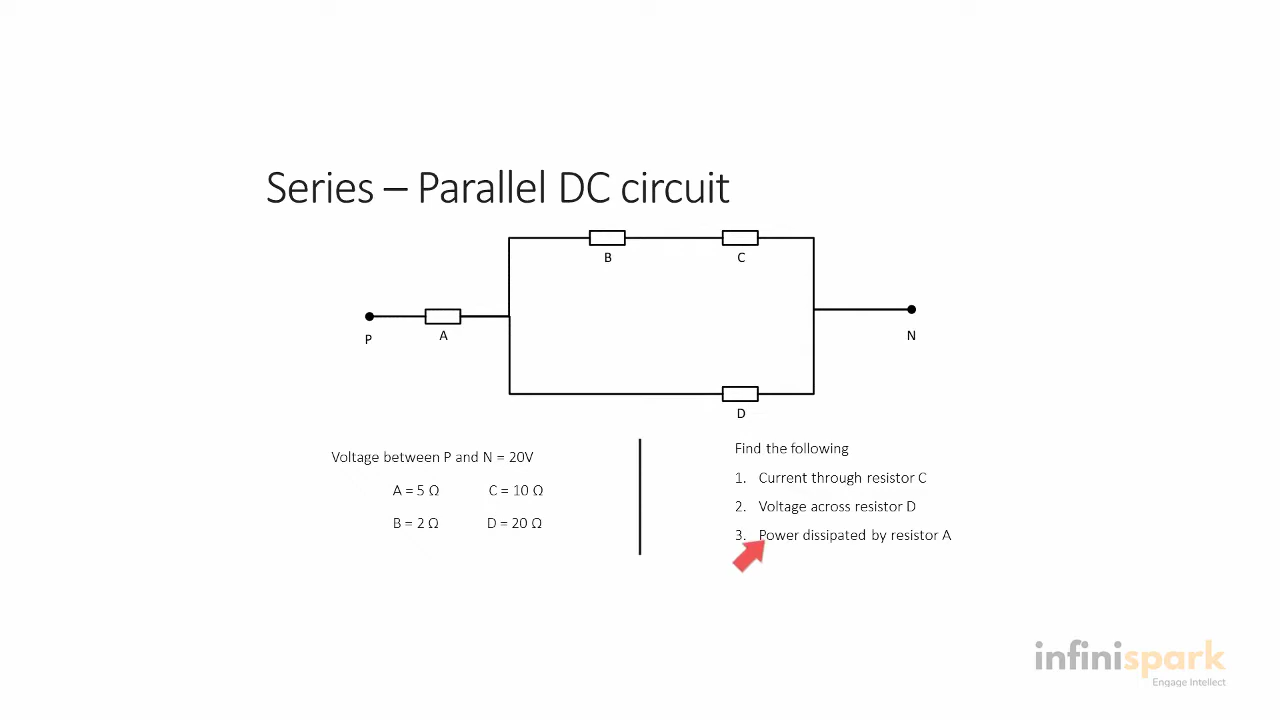 Series – Parallel DC circuit
B
C
P
A
N
D
Voltage between P and N = 20V
A = 5 Ω
C = 10 Ω
B = 2 Ω
D = 20 Ω
Find the following
1. Current through resistor C
2. Voltage across resistor D
3. Power dissipated by resistor A
infinispark
Engage Intellect